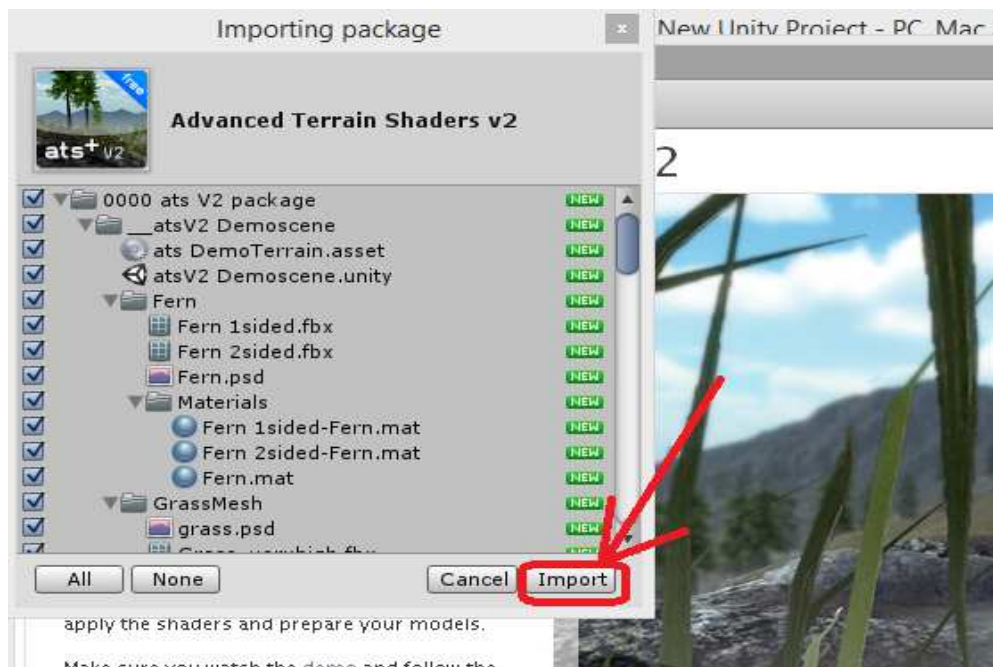 Importing package
x
New Unity Project - PC, Mac
free
ats+ v2
Advanced Terrain Shaders v2
2
0000 ats V2 package NEW
__atsV2 Demoscene NEW
ats DemoTerrain.asset NEW
atsV2 Demoscene.unity NEW
Fern NEW
Fern 1sided.fbx NEW
Fern 2sided.fbx NEW
Fern.psd NEW
Materials NEW
Fern 1sided-Fern.mat NEW
Fern 2sided-Fern.mat NEW
Fern.mat NEW
GrassMesh NEW
grass.psd NEW
Grass_veryhigh.fbx
All None Cancel Import
apply the shaders and prepare your models.
Make sure you watch the demo and follow the